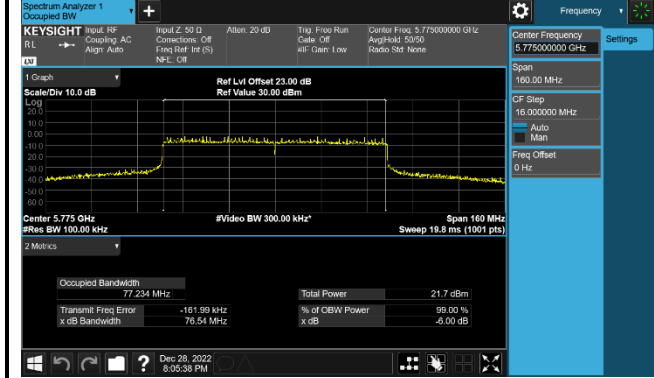 Spectrum Analyzer 1
Occupied BW
+
Frequency
KEYSIGHT
RL
LXI
Input: RF
Coupling: AC
Align: Auto
Input Z: 50 Ω
Corrections: Off
Freq Ref: Int (S)
NFE: Off
Atten: 20 dB
Trig: Free Run
Gate: Off
#IF Gain: Low
Center Freq: 5.775000000 GHz
Avg|Hold: 50/50
Radio Std: None
Center Frequency
5.775000000 GHz
Settings
Span
160.00 MHz
CF Step
16.000000 MHz
Auto
Man
Freq Offset
0 Hz
1 Graph
Scale/Div 10.0 dB
Ref Lvl Offset 23.00 dB
Ref Value 30.00 dBm
Log
20.0
10.0
0.00
-10.0
-20.0
-30.0
-40.0
-50.0
-60.0
Center 5.775 GHz
#Res BW 100.00 kHz
#Video BW 300.00 kHz*
Span 160 MHz
Sweep 19.8 ms (1001 pts)
2 Metrics
Occupied Bandwidth
77.234 MHz
Total Power 21.7 dBm
Transmit Freq Error -161.99 kHz
% of OBW Power 99.00 %
x dB Bandwidth 76.54 MHz
x dB -6.00 dB
?
Dec 28, 2022
8:05:38 PM